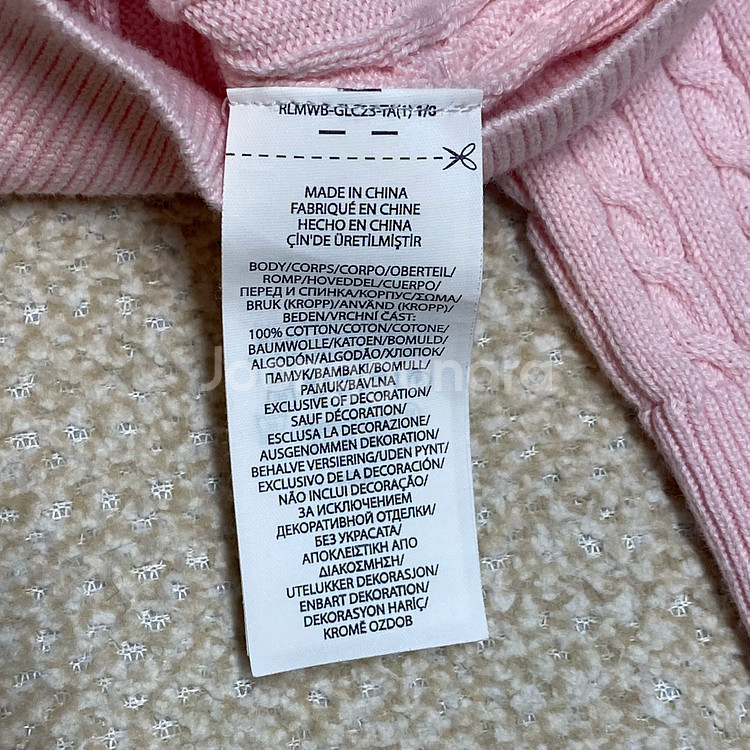 RLMWB-GLC23-TA(1) 1/8
MADE IN CHINA
FABRIQUÉ EN CHINE
HECHO EN CHINA
ÇİN'DE ÜRETİLMİŞTİR
BODY/CORPS/CORPO/OBERTEIL/
ROMP/HOVEDDEL/CUERPO/
ПЕРЕД И СПИНКА/КОРПУС/ΣΩΜΑ/
BRUK (KROPP)/ANVÄND (KROPP)/
BEDEN/VRCHNÍ ČÁST:
100% COTTON/COTON/COTONE/
BAUMWOLLE/KATOEN/BOMULD/
ALGODÓN/ALGODÃO/ХЛОПОК/
ПАМУК/ΒΑΜΒΑΚΙ/BOMULL/
PAMUK/BAVLNA
EXCLUSIVE OF DECORATION/
SAUF DÉCORATION/
ESCLUSA LA DECORAZIONE/
AUSGENOMMEN DEKORATION/
BEHALVE VERSIERING/UDEN PYNT/
EXCLUSIVO DE LA DECORACIÓN/
NÃO INCLUI DECORAÇÃO/
ЗА ИСКЛЮЧЕНИЕМ
ДЕКОРАТИВНОЙ ОТДЕЛКИ/
БЕЗ УКРАСАТА/
ΑΠΟΚΛΕΙΣΤΙΚΗ ΑΠΟ
ΔΙΑΚΟΣΜΗΣΗ/
UTELUKKER DEKORASJON/
ENBART DEKORATION/
DEKORASYON HARİÇ/
KROMĚ OZDOB